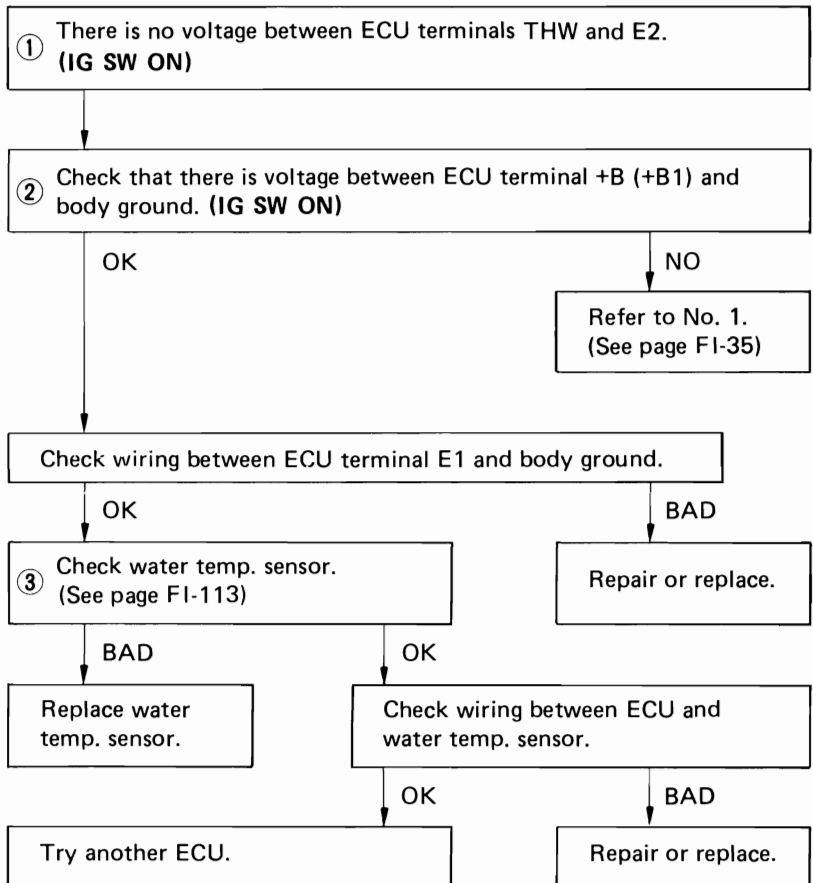 ① There is no voltage between ECU terminals THW and E2.
(IG SW ON)
② Check that there is voltage between ECU terminal +B (+B1) and
body ground. (IG SW ON)
OK
NO
Refer to No. 1.
(See page FI-35)
Check wiring between ECU terminal E1 and body ground.
OK
BAD
③ Check water temp. sensor.
(See page FI-113)
Repair or replace.
BAD
OK
Replace water
temp. sensor.
Check wiring between ECU and
water temp. sensor.
OK
BAD
Try another ECU.
Repair or replace.